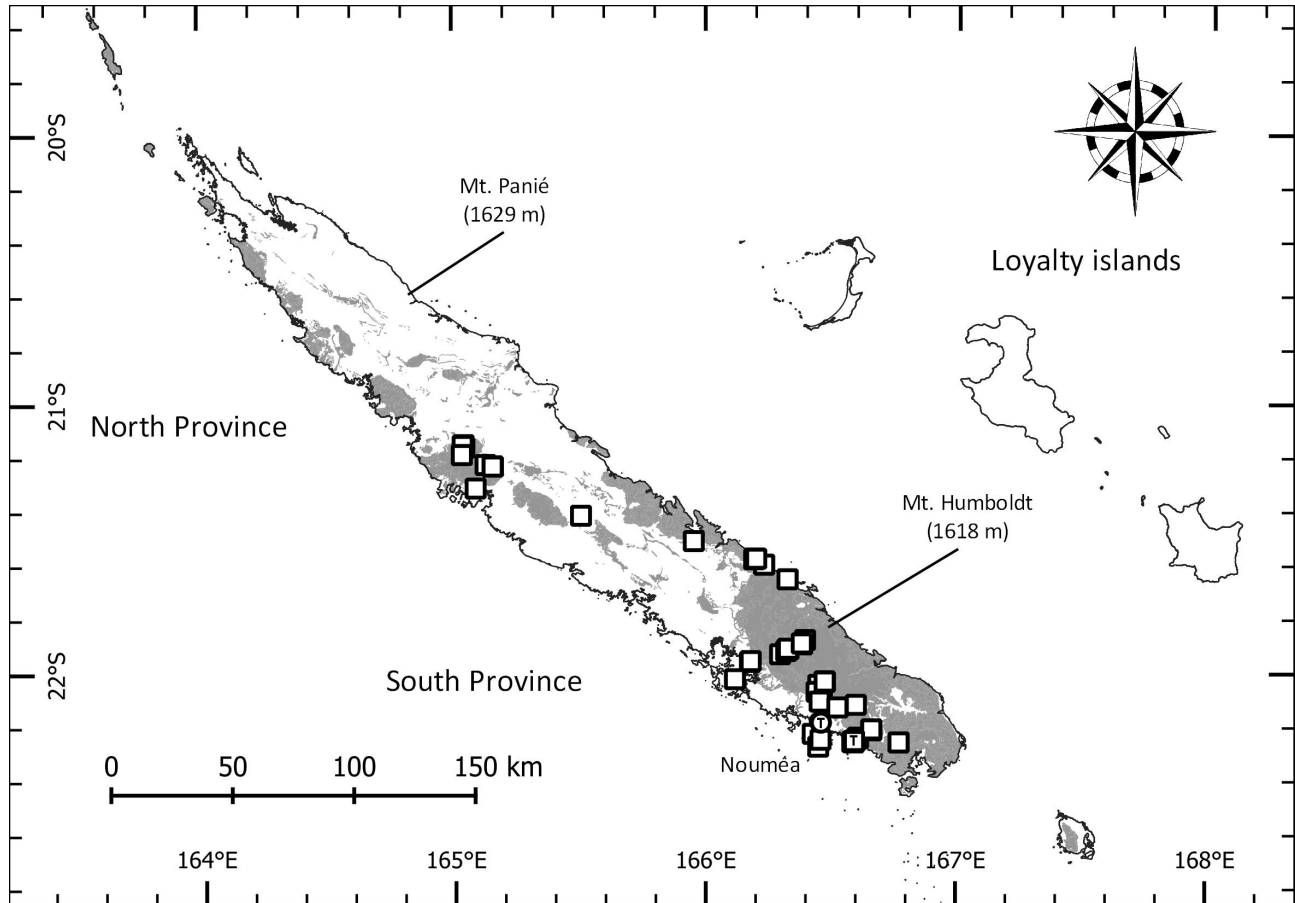 20°S
Mt. Panié
(1629 m)
Loyalty islands
21°S
North Province
Mt. Humboldt
(1618 m)
22°S
South Province
T
T
Nouméa
0 50 100 150 km
164°E 165°E 166°E 167°E 168°E